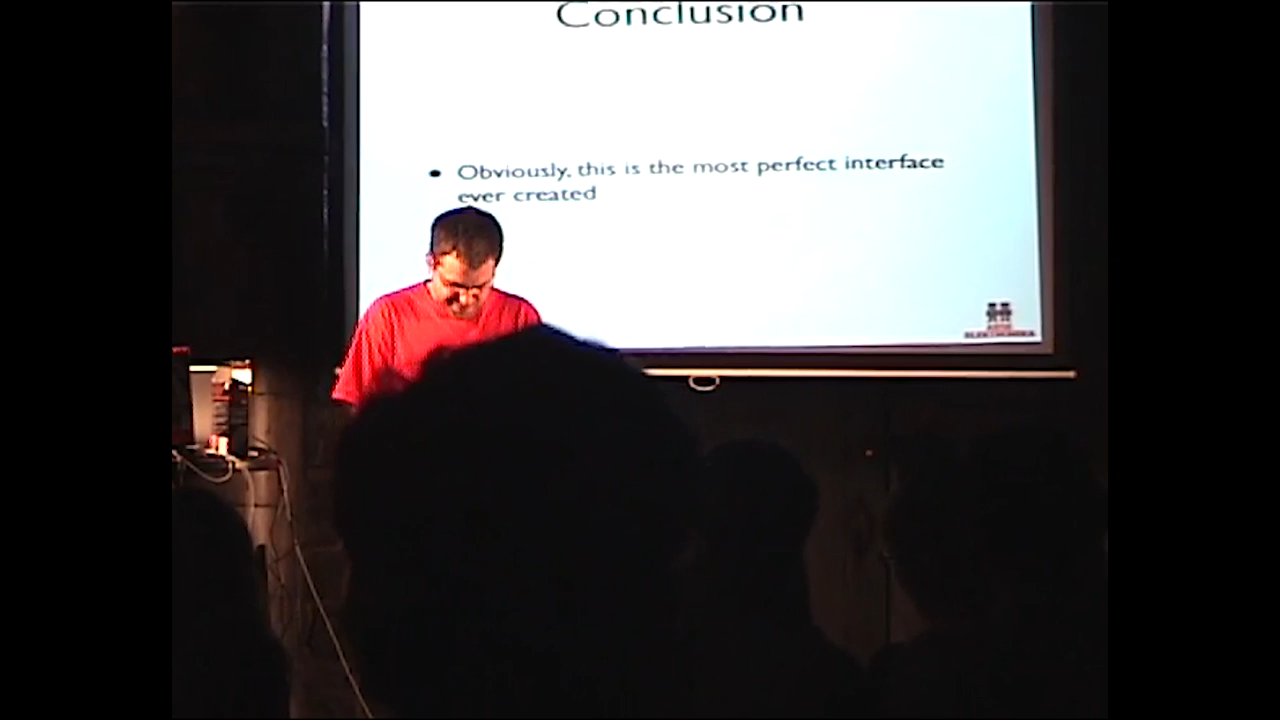 Conclusion
• Obviously, this is the most perfect interface
ever created